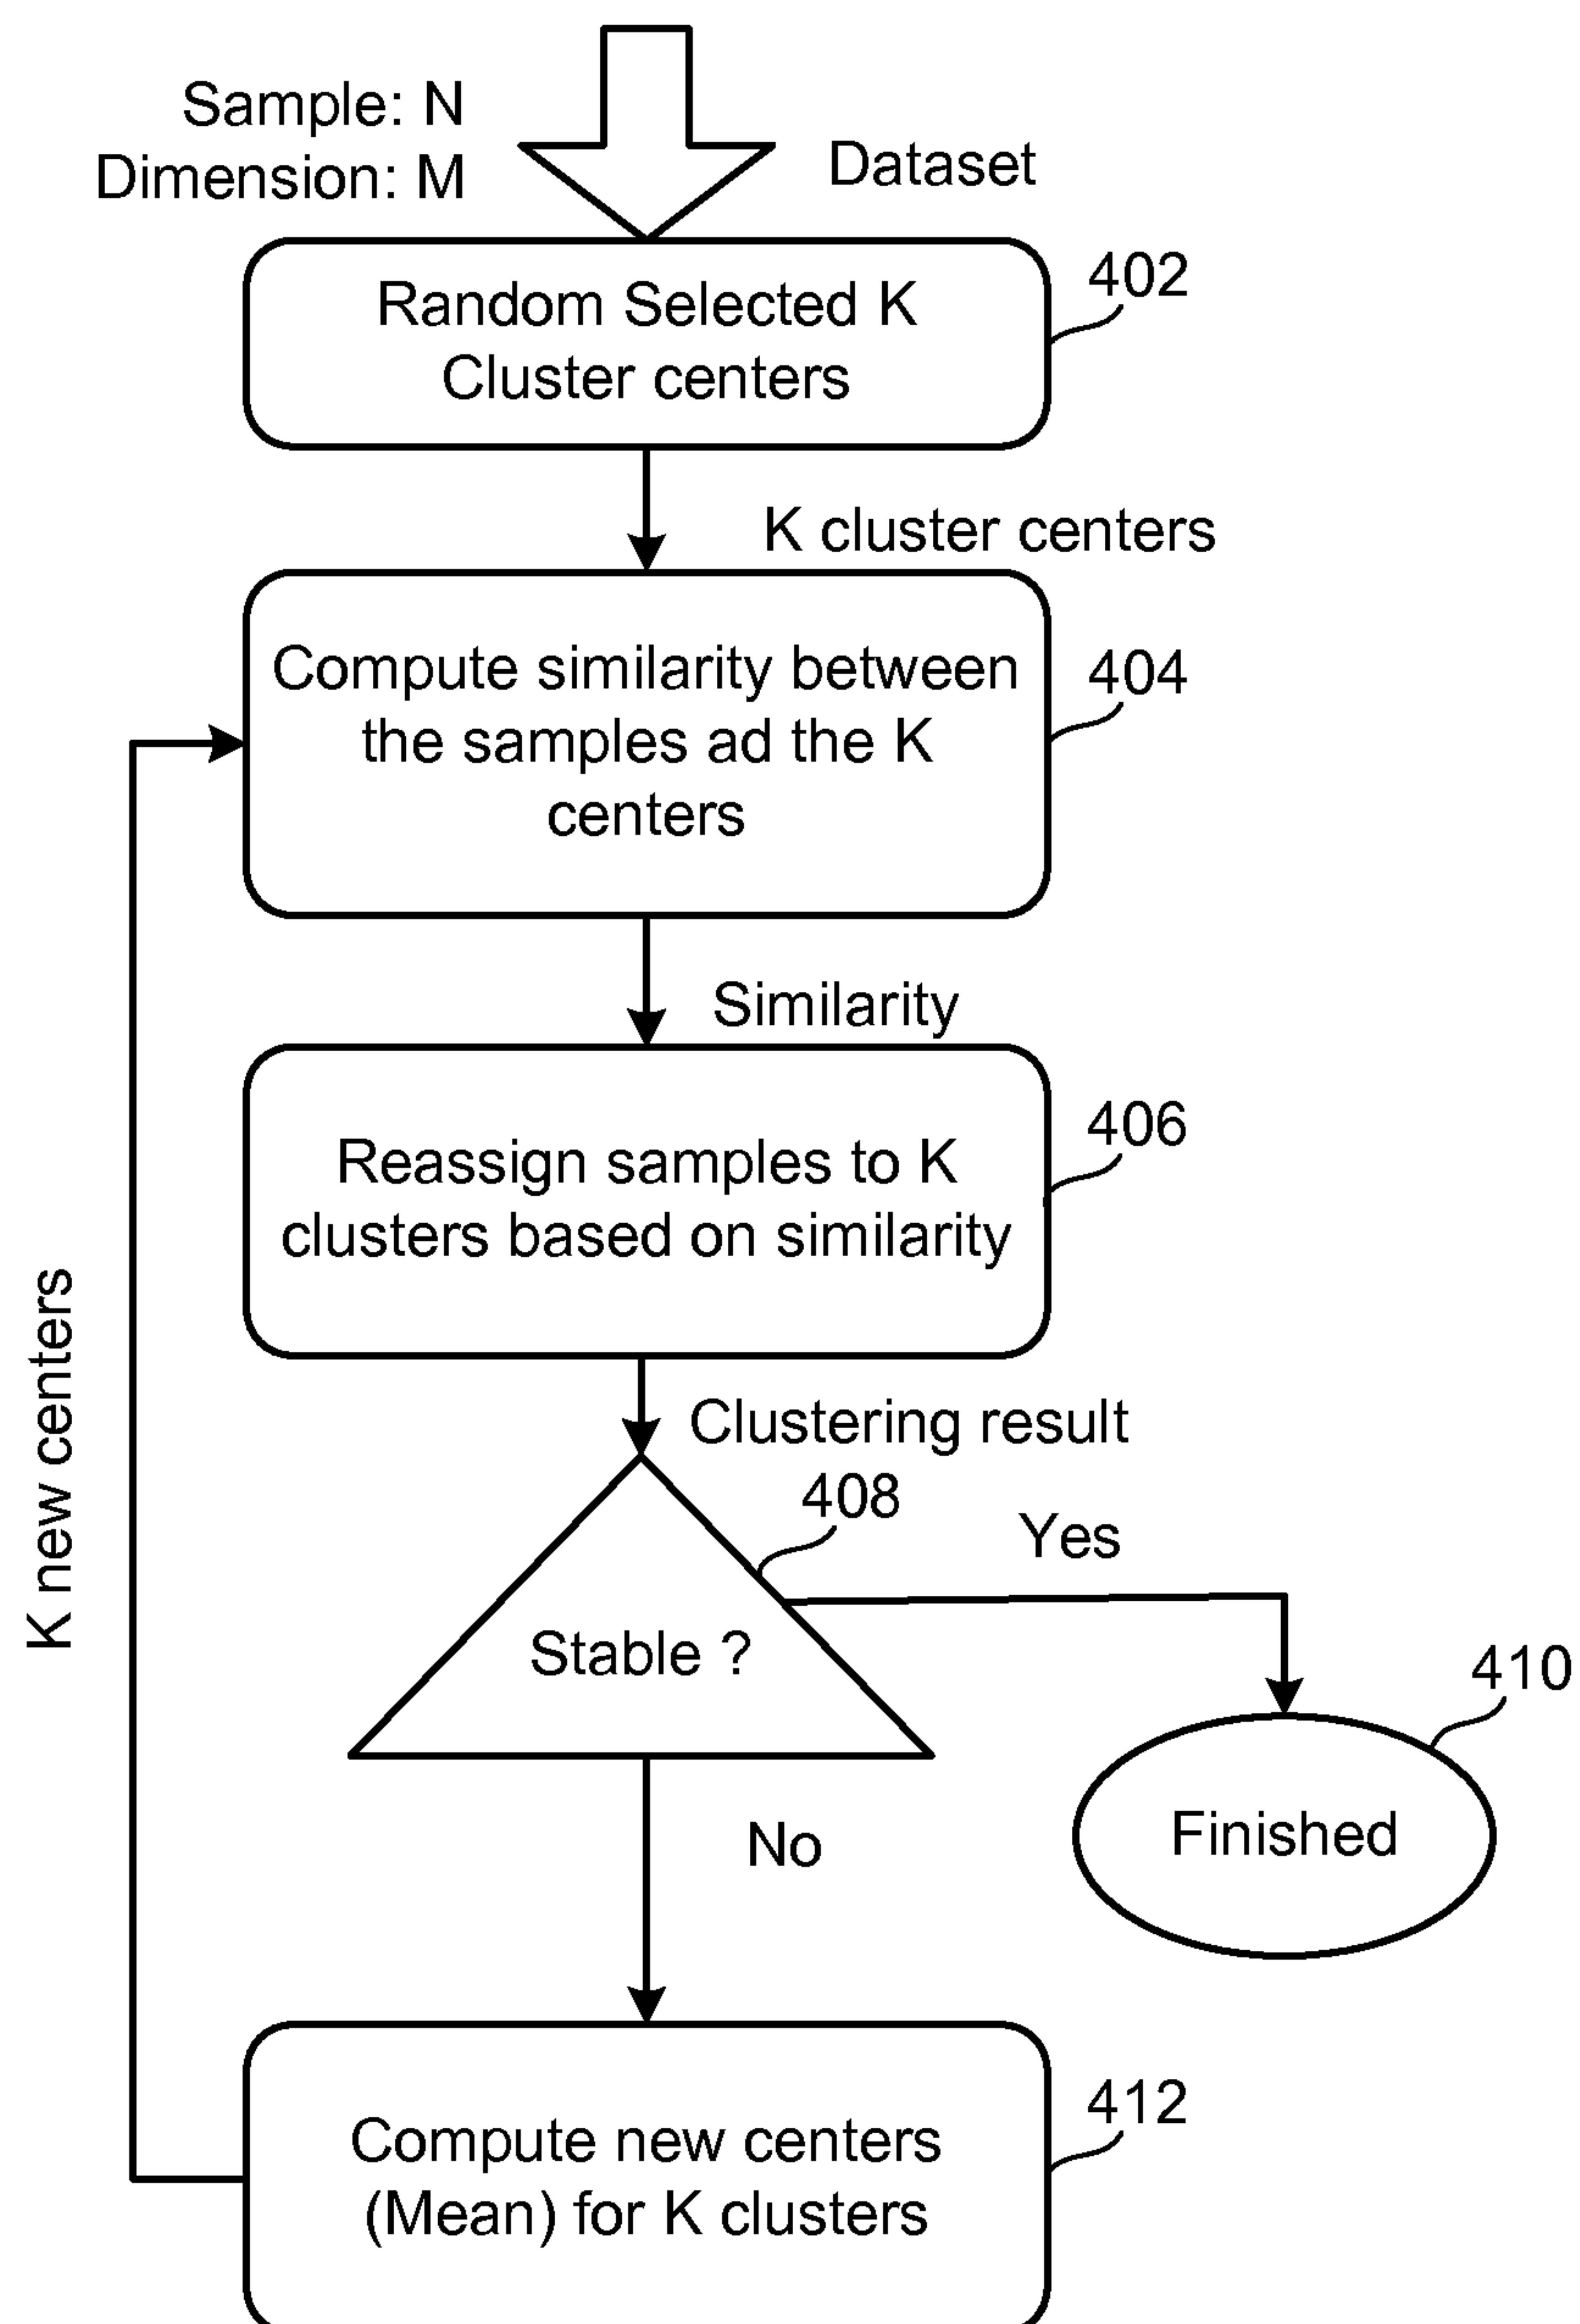 Sample: N
Dimension: M
Dataset
Random Selected K
Cluster centers
402
K cluster centers
Compute similarity between
the samples ad the K
centers
404
Similarity
Reassign samples to K
clusters based on similarity
406
Clustering result
408
Yes
Stable ?
410
Finished
No
K new centers
Compute new centers
(Mean) for K clusters
412